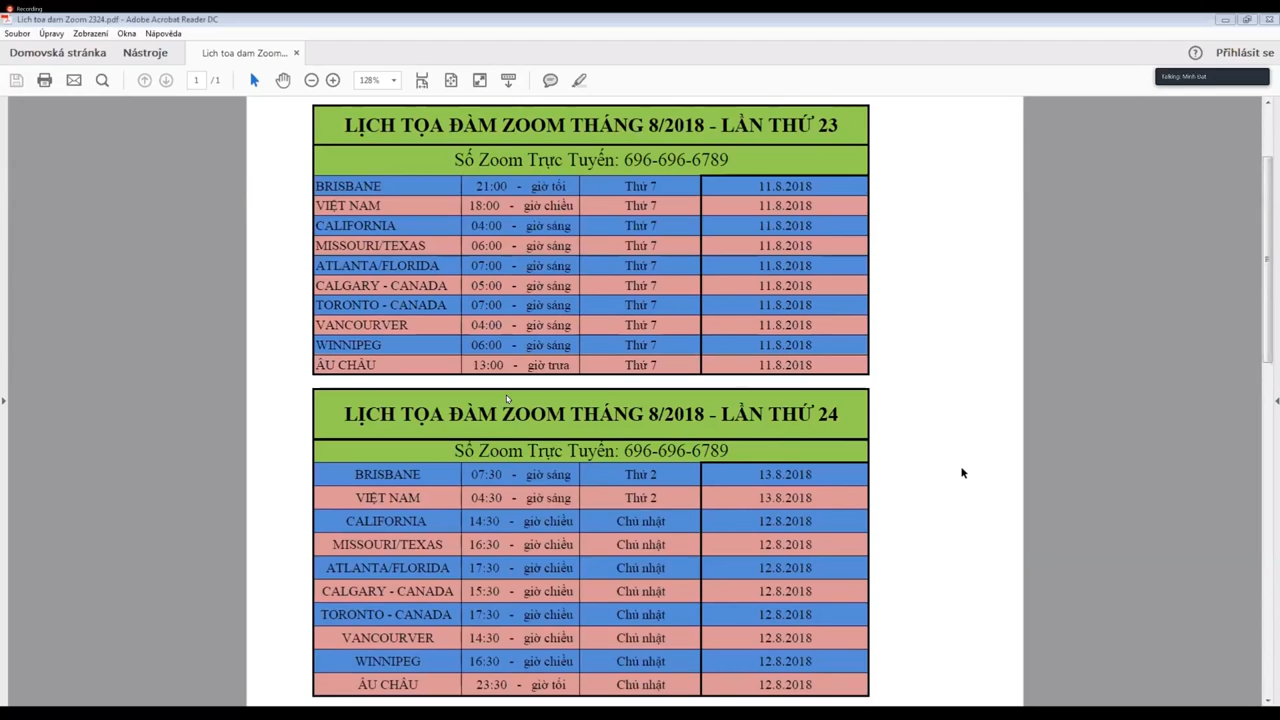 Recording
Lich toa dam Zoom 2324.pdf - Adobe Acrobat Reader DC
Soubor Úpravy Zobrazení Okna Nápověda
Domovská stránka Nástroje Lich toa dam Zoom... × Přihlásit se
1 / 1 128%
Talking: Minh Đạt
LỊCH TỌA ĐÀM ZOOM THÁNG 8/2018 - LẦN THỨ 23
Số Zoom Trực Tuyến: 696-696-6789
BRISBANE 21:00 - giờ tối Thứ 7 11.8.2018
VIỆT NAM 18:00 - giờ chiều Thứ 7 11.8.2018
CALIFORNIA 04:00 - giờ sáng Thứ 7 11.8.2018
MISSOURI/TEXAS 06:00 - giờ sáng Thứ 7 11.8.2018
ATLANTA/FLORIDA 07:00 - giờ sáng Thứ 7 11.8.2018
CALGARY - CANADA 05:00 - giờ sáng Thứ 7 11.8.2018
TORONTO - CANADA 07:00 - giờ sáng Thứ 7 11.8.2018
VANCOURVER 04:00 - giờ sáng Thứ 7 11.8.2018
WINNIPEG 06:00 - giờ sáng Thứ 7 11.8.2018
ÂU CHÂU 13:00 - giờ trưa Thứ 7 11.8.2018
LỊCH TỌA ĐÀM ZOOM THÁNG 8/2018 - LẦN THỨ 24
Số Zoom Trực Tuyến: 696-696-6789
BRISBANE 07:30 - giờ sáng Thứ 2 13.8.2018
VIỆT NAM 04:30 - giờ sáng Thứ 2 13.8.2018
CALIFORNIA 14:30 - giờ chiều Chủ nhật 12.8.2018
MISSOURI/TEXAS 16:30 - giờ chiều Chủ nhật 12.8.2018
ATLANTA/FLORIDA 17:30 - giờ chiều Chủ nhật 12.8.2018
CALGARY - CANADA 15:30 - giờ chiều Chủ nhật 12.8.2018
TORONTO - CANADA 17:30 - giờ chiều Chủ nhật 12.8.2018
VANCOURVER 14:30 - giờ chiều Chủ nhật 12.8.2018
WINNIPEG 16:30 - giờ chiều Chủ nhật 12.8.2018
ÂU CHÂU 23:30 - giờ tối Chủ nhật 12.8.2018